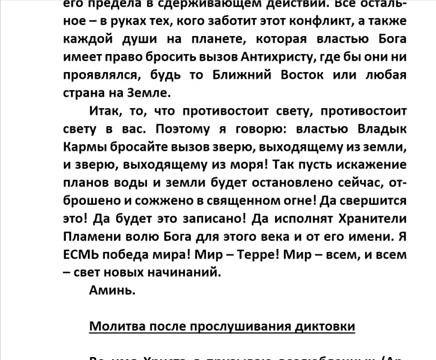 его предела в сдерживающем действии. Все осталь-
ное – в руках тех, кого заботит этот конфликт, а также
каждой души на планете, которая властью Бога
имеет право бросить вызов Антихристу, где бы они ни
проявлялся, будь то Ближний Восток или любая
страна на Земле.
Итак, то, что противостоит свету, противостоит
свету в вас. Поэтому я говорю: властью Владык
Кармы бросайте вызов зверю, выходящему из земли,
и зверю, выходящему из моря! Так пусть искажение
планов воды и земли будет остановлено сейчас, от-
брошено и сожжено в священном огне! Да свершится
это! Да будет это записано! Да исполнят Хранители
Пламени волю Бога для этого века и от его имени. Я
ЕСМЬ победа мира! Мир – Терре! Мир – всем, и всем
– свет новых начинаний.
Аминь.
Молитва после прослушивания диктовки